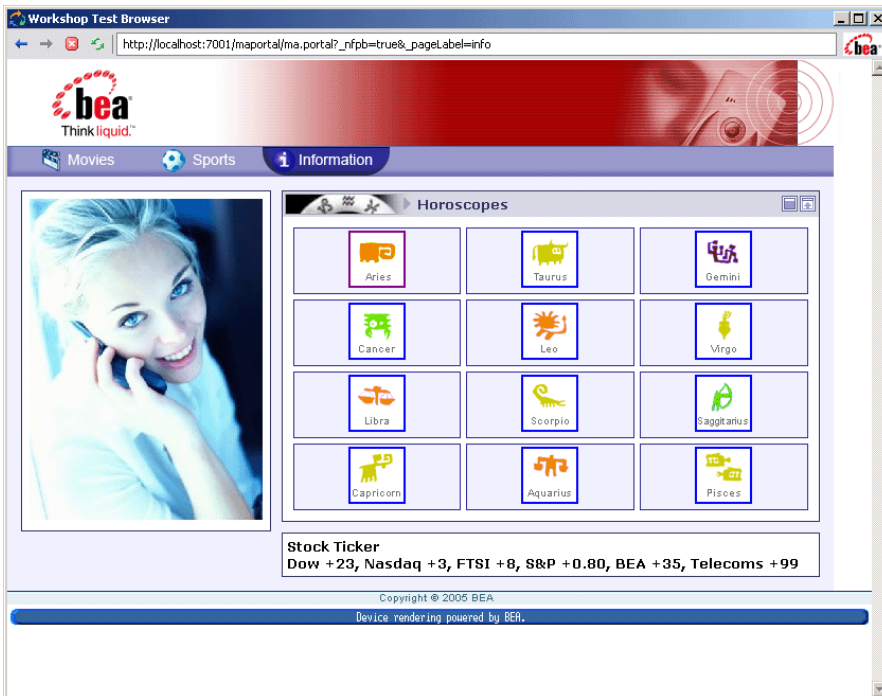 Workshop Test Browser
http://localhost:7001/maportal/ma.portal?_nfpb=true&_pageLabel=info
bea
bea
Think liquid.™
Movies Sports i Information
Horoscopes
Aries Taurus Gemini
Cancer Leo Virgo
Libra Scorpio Saggitarius
Capricorn Aquarius Pisces
Stock Ticker
Dow +23, Nasdaq +3, FTSI +8, S&P +0.80, BEA +35, Telecoms +99
Copyright © 2005 BEA
Device rendering powered by BEA.